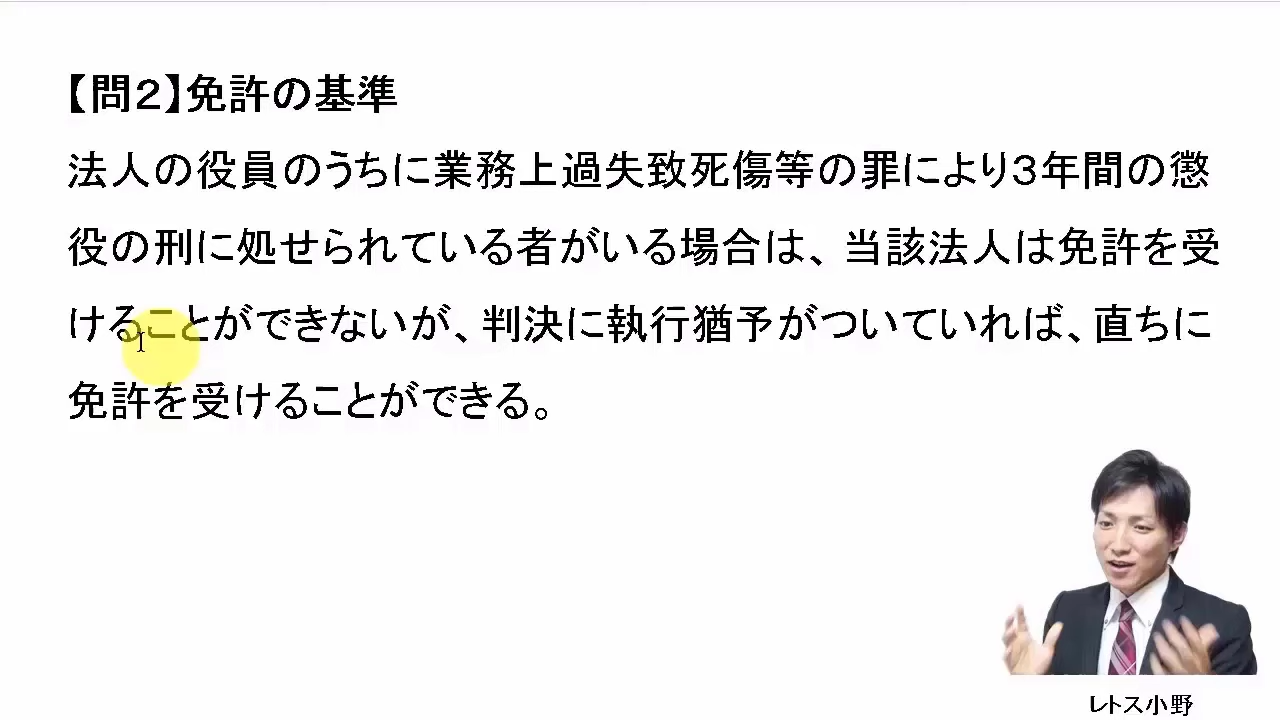 【問２】免許の基準
法人の役員のうちに業務上過失致死傷等の罪により３年間の懲
役の刑に処せられている者がいる場合は、当該法人は免許を受
けることができないが、判決に執行猶予がついていれば、直ちに
免許を受けることができる。
レトス小野